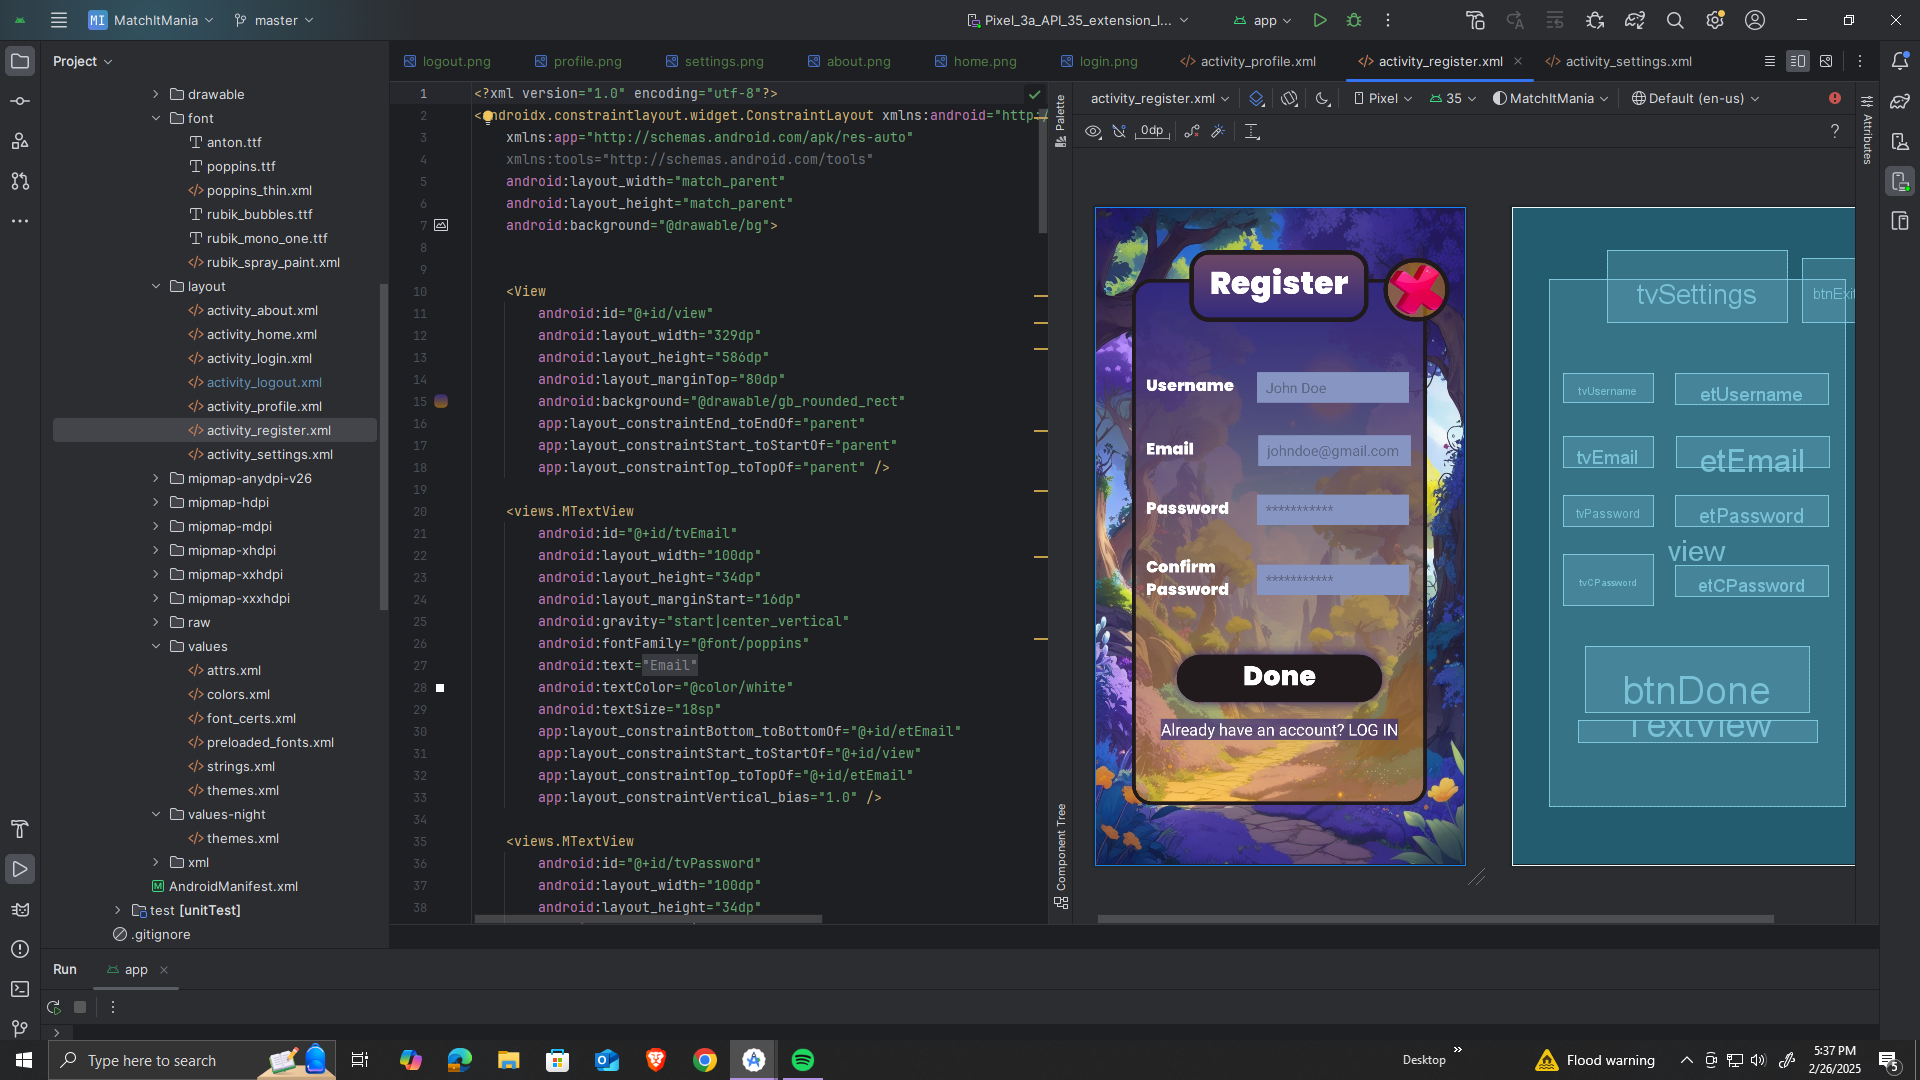 MI MatchItMania
master
Pixel_3a_API_35_extension_l...
app
Project
logout.png
profile.png
settings.png
about.png
home.png
login.png
activity_profile.xml
activity_register.xml
activity_settings.xml
drawable
font
anton.ttf
poppins.ttf
poppins_thin.xml
rubik_bubbles.ttf
rubik_mono_one.ttf
rubik_spray_paint.xml
layout
activity_about.xml
activity_home.xml
activity_login.xml
activity_logout.xml
activity_profile.xml
activity_register.xml
activity_settings.xml
mipmap-anydpi-v26
mipmap-hdpi
mipmap-mdpi
mipmap-xhdpi
mipmap-xxhdpi
mipmap-xxxhdpi
raw
values
attrs.xml
colors.xml
font_certs.xml
preloaded_fonts.xml
strings.xml
themes.xml
values-night
themes.xml
xml
AndroidManifest.xml
test [unitTest]
.gitignore
1 <?xml version="1.0" encoding="utf-8"?>
2 <androidx.constraintlayout.widget.ConstraintLayout xmlns:android="http:/
3 xmlns:app="http://schemas.android.com/apk/res-auto"
4 xmlns:tools="http://schemas.android.com/tools"
5 android:layout_width="match_parent"
6 android:layout_height="match_parent"
7 android:background="@drawable/bg">
8
9
10 <View
11 android:id="@+id/view"
12 android:layout_width="329dp"
13 android:layout_height="586dp"
14 android:layout_marginTop="80dp"
15 android:background="@drawable/gb_rounded_rect"
16 app:layout_constraintEnd_toEndOf="parent"
17 app:layout_constraintStart_toStartOf="parent"
18 app:layout_constraintTop_toTopOf="parent" />
19
20 <views.MTextView
21 android:id="@+id/tvEmail"
22 android:layout_width="100dp"
23 android:layout_height="34dp"
24 android:layout_marginStart="16dp"
25 android:gravity="start|center_vertical"
26 android:fontFamily="@font/poppins"
27 android:text="Email"
28 android:textColor="@color/white"
29 android:textSize="18sp"
30 app:layout_constraintBottom_toBottomOf="@+id/etEmail"
31 app:layout_constraintStart_toStartOf="@+id/view"
32 app:layout_constraintTop_toTopOf="@+id/etEmail"
33 app:layout_constraintVertical_bias="1.0" />
34
35 <views.MTextView
36 android:id="@+id/tvPassword"
37 android:layout_width="100dp"
38 android:layout_height="34dp"
Palette
Component Tree
activity_register.xml
Pixel
35
MatchItMania
Default (en-us)
0dp
?
Attributes
Register
Username
John Doe
Email
johndoe@gmail.com
Password
***********
Confirm
Password
***********
Done
Already have an account? LOG IN
tvSettings
btnExit
tvUsername
etUsername
tvEmail
etEmail
tvPassword
etPassword
view
tvCPassword
etCPassword
btnDone
TextView
Run
app
Type here to search
Desktop
Flood warning
5:37 PM
2/26/2025
5